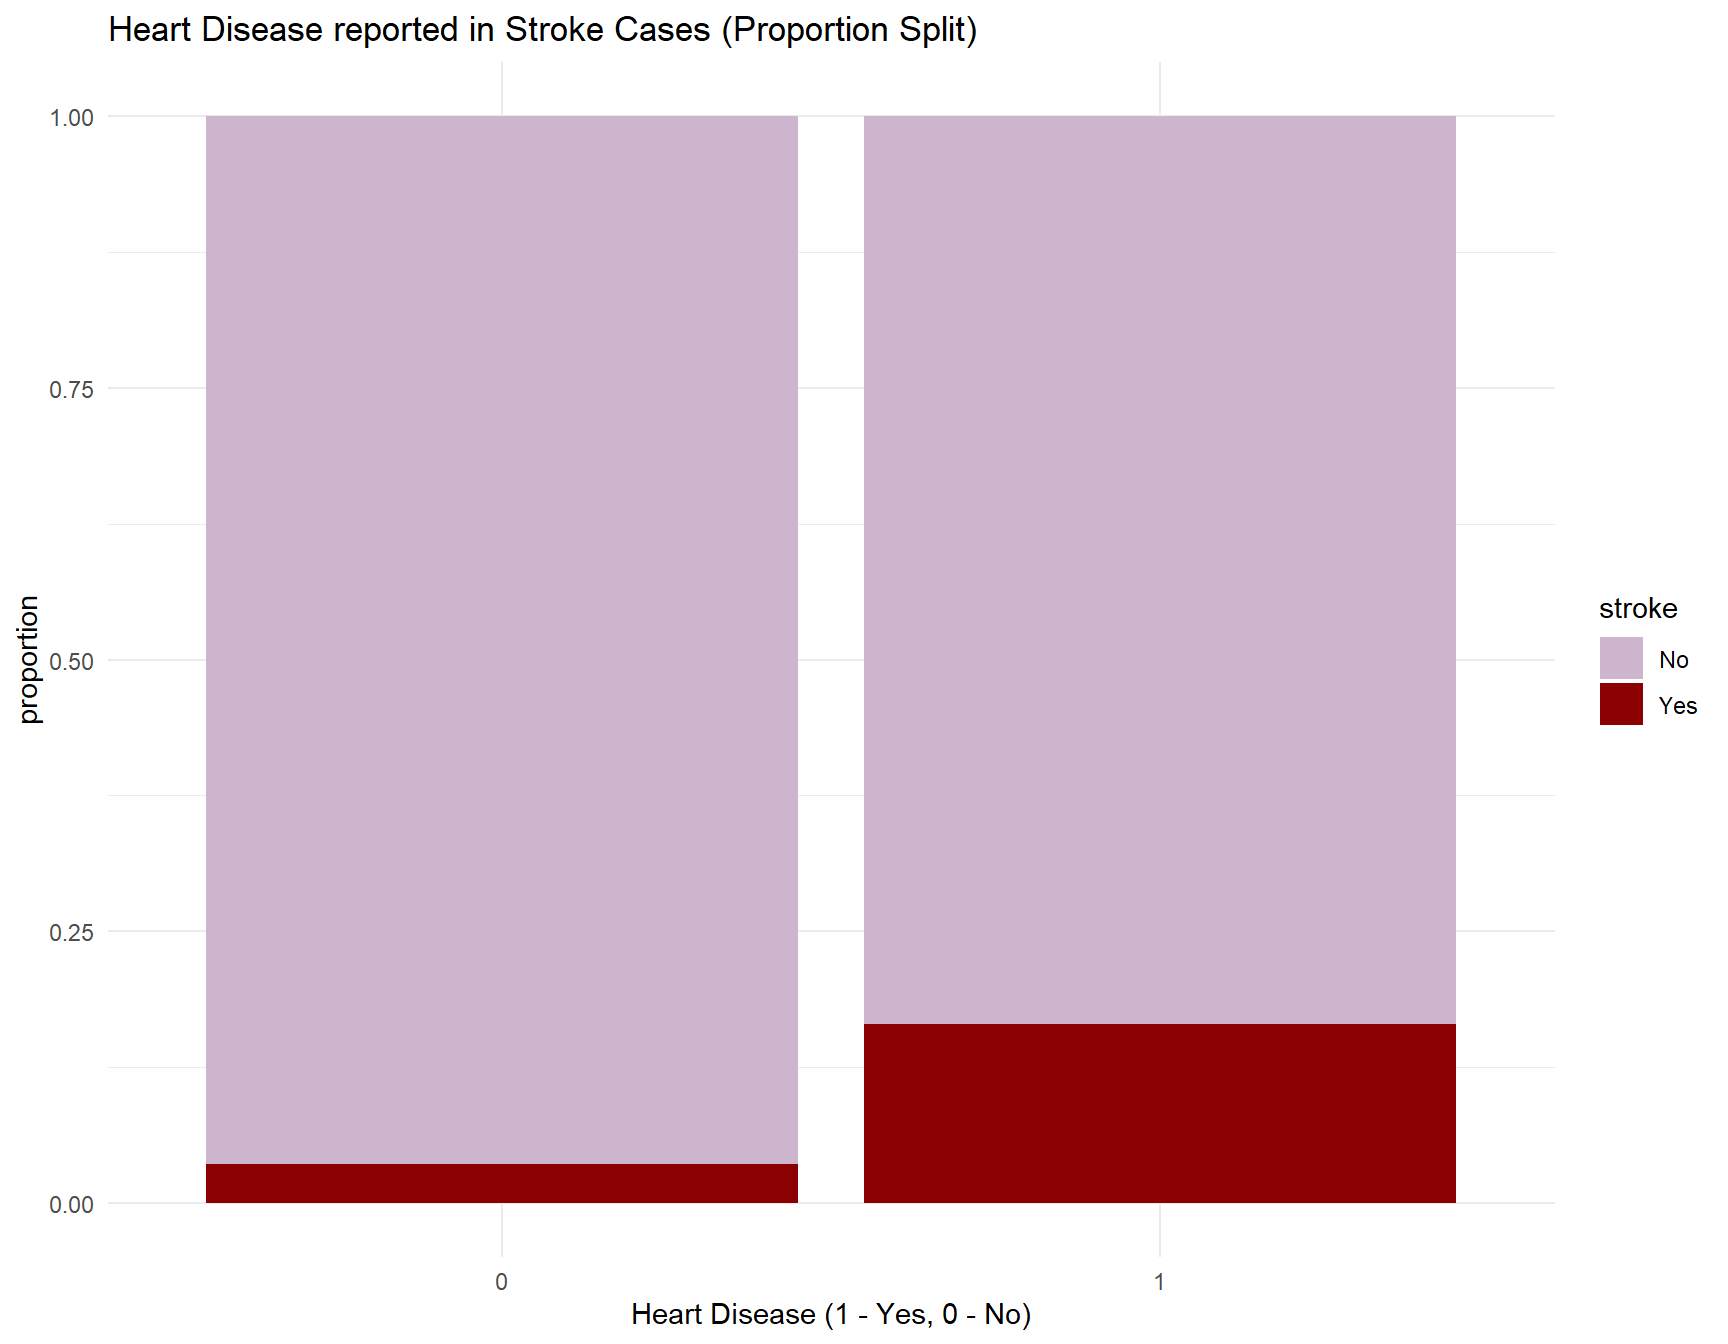 Heart Disease reported in Stroke Cases (Proportion Split)
1.00
0.75
0.50
0.25
0.00
proportion
0
1
Heart Disease (1 - Yes, 0 - No)
stroke
No
Yes